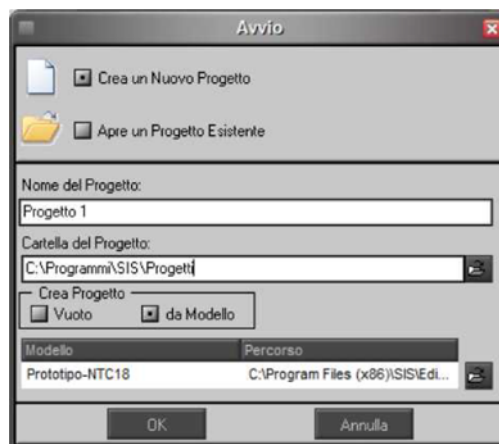 Avvio
Crea un Nuovo Progetto
Apre un Progetto Esistente
Nome del Progetto:
Progetto 1
Cartella del Progetto:
C:\Programmi\SIS\Progetti
Crea Progetto
Vuoto da Modello
Modello Percorso
Prototipo-NTC18 C:\Program Files (x86)\SIS\Edi...
OK Annulla